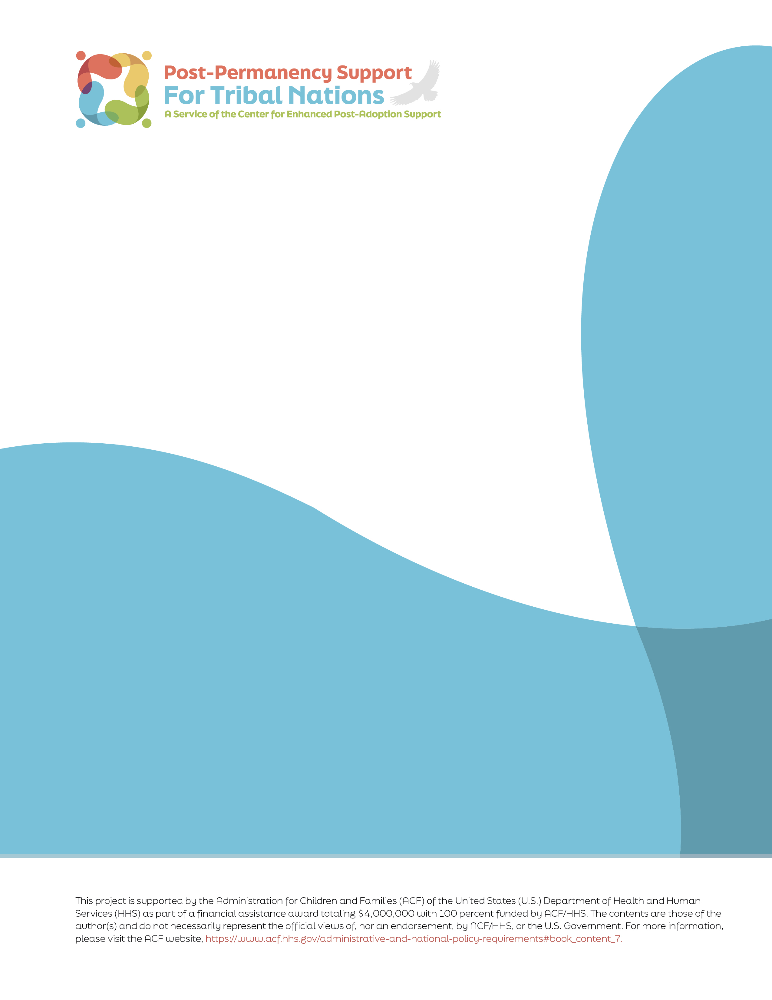 Post-Permanency Support
For Tribal Nations
A Service of the Center for Enhanced Post-Adoption Support
This project is supported by the Administration for Children and Families (ACF) of the United States (U.S.) Department of Health and Human
Services (HHS) as part of a financial assistance award totaling $4,000,000 with 100 percent funded by ACF/HHS. The contents are those of the
author(s) and do not necessarily represent the official views of, nor an endorsement, by ACF/HHS, or the U.S. Government. For more information,
please visit the ACF website, https://www.acf.hhs.gov/administrative-and-national-policy-requirements#book_content_7.